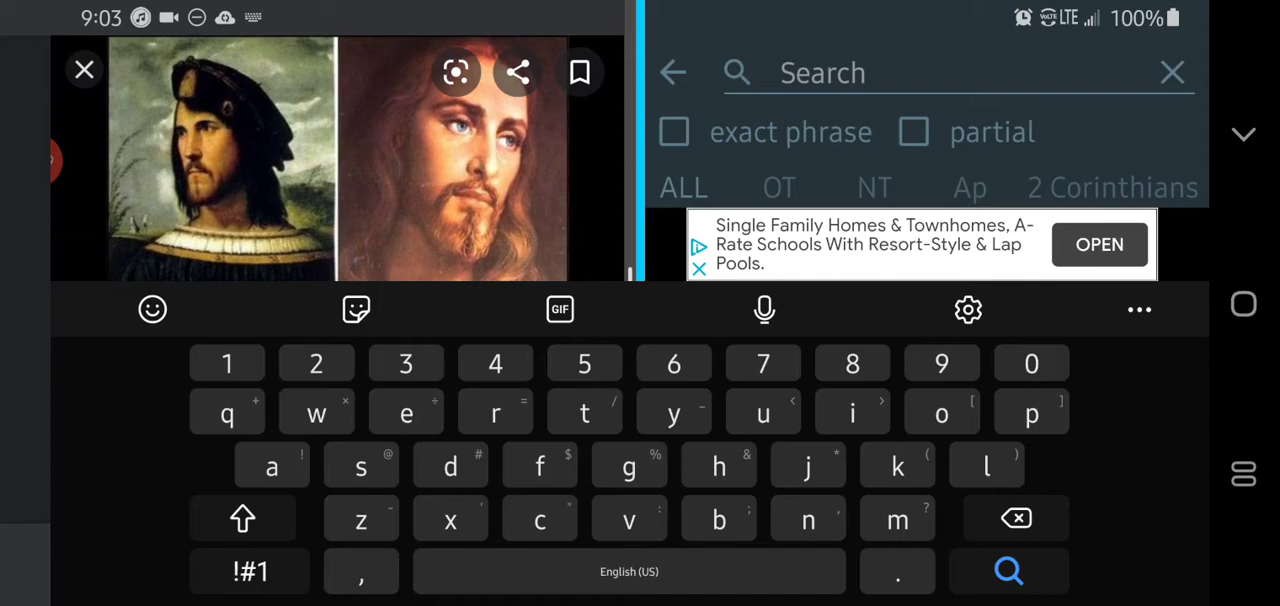 9:03
LTE 100%
Search
exact phrase partial
ALL OT NT Ap 2 Corinthians
Single Family Homes & Townhomes, A-
Rate Schools With Resort-Style & Lap
Pools.
OPEN
GIF
1 2 3 4 5 6 7 8 9 0
q + w × e ÷ r = t / y _ u < i > o [ p ]
a ! s @ d # f $ g % h & j * k ( l )
z - x ' c " v : b ; n , m ?
!#1 , English (US) .